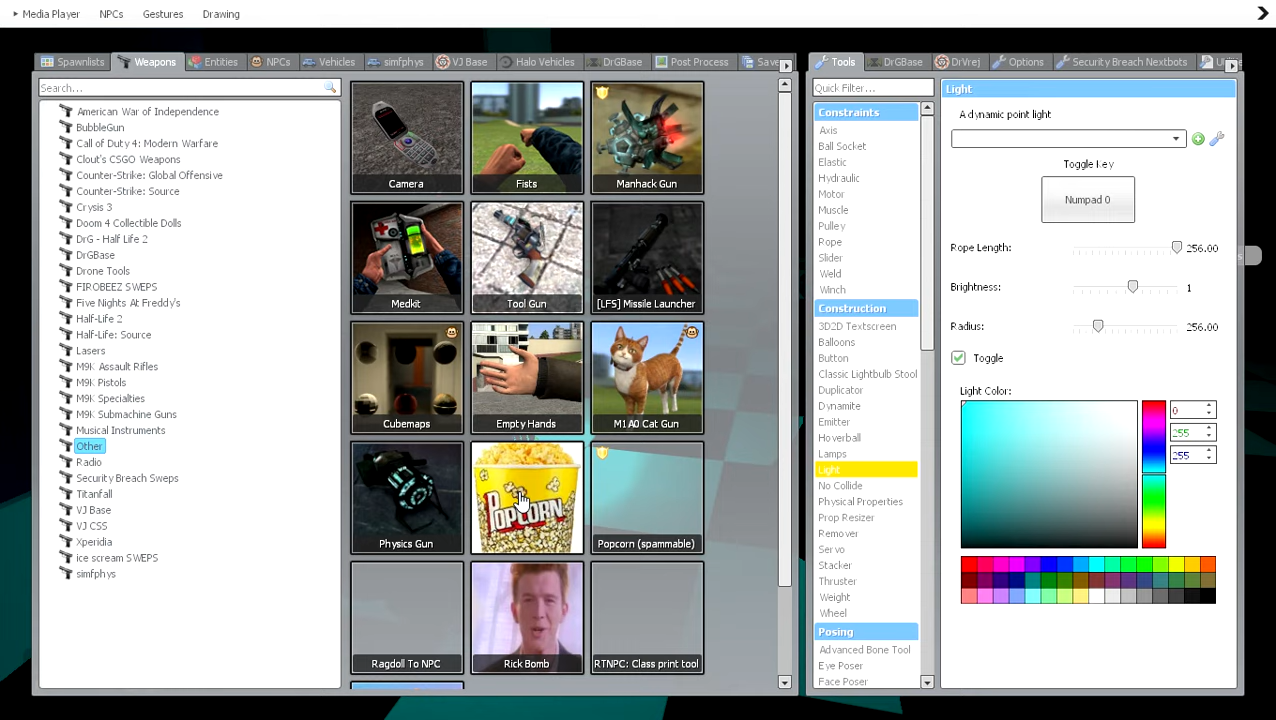 Media Player
NPCs
Gestures
Drawing
Spawnlists
Weapons
Entities
NPCs
Vehicles
simfphys
VJ Base
Halo Vehicles
DrGBase
Post Process
Save
Search...
American War of Independence
BubbleGun
Call of Duty 4: Modern Warfare
Clout's CSGO Weapons
Counter-Strike: Global Offensive
Counter-Strike: Source
Crysis 3
Doom 4 Collectible Dolls
DrG - Half Life 2
DrGBase
Drone Tools
FIROBEEZ SWEPS
Five Nights At Freddy's
Half-Life 2
Half-Life: Source
Lasers
M9K Assault Rifles
M9K Pistols
M9K Specialties
M9K Submachine Guns
Musical Instruments
Other
Radio
Security Breach Sweps
Titanfall
VJ Base
VJ CSS
Xperidia
ice scream SWEPS
simfphys
Camera
Fists
Manhack Gun
Medkit
Tool Gun
[LFS] Missile Launcher
Cubemaps
Empty Hands
M1A0 Cat Gun
Physics Gun
POPCORN
Popcorn (spammable)
Ragdoll To NPC
Rick Bomb
RTNPC: Class print tool
Tools
DrGBase
DrVrej
Options
Security Breach Nextbots
Quick Filter...
Constraints
Axis
Ball Socket
Elastic
Hydraulic
Motor
Muscle
Pulley
Rope
Slider
Weld
Winch
Construction
3D2D Textscreen
Balloons
Button
Classic Lightbulb Stool
Duplicator
Dynamite
Emitter
Hoverball
Lamps
Light
No Collide
Physical Properties
Prop Resizer
Remover
Servo
Stacker
Thruster
Weight
Wheel
Posing
Advanced Bone Tool
Eye Poser
Face Poser
Light
A dynamic point light
Toggle Key
Numpad 0
Rope Length:
256.00
Brightness:
1
Radius:
256.00
Toggle
Light Color:
0
255
255